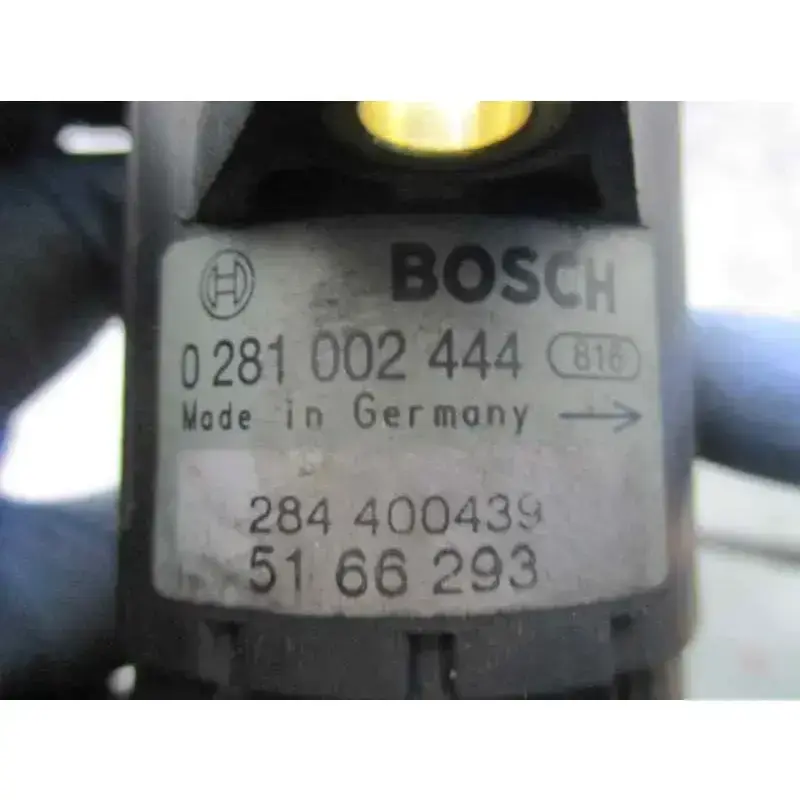 BOSCH
0 281 002 444 816
Made in Germany →
284 400439
51 66 293